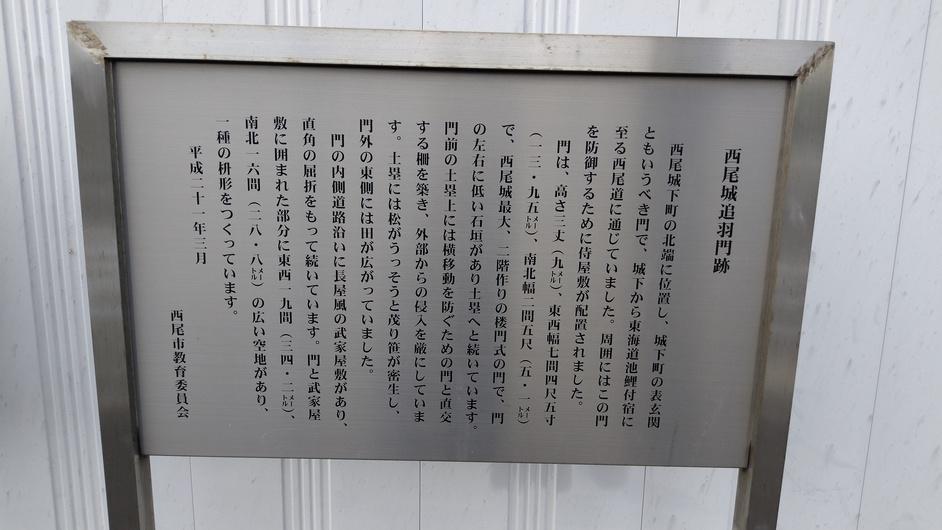 西尾城追羽門跡
西尾城下町の北端に位置し、城下町の表玄関
ともいうべき門で、城下から東海道池鯉付宿に
至る西尾道に通じていました。周囲にはこの門
を防御するために侍屋敷が配置されました。
門は、高さ三丈（九メートル）、東西幅七間四尺五寸
（一三・九五メートル）、南北幅二間五尺（五・一メートル）
で、西尾城最大、二階作りの楼門式の門で、門
の左右に低い石垣があり土塁へと続いています。
門前の土塁上には横移動を防ぐための門と直交
する柵を築き、外部からの侵入を厳にしていま
す。土塁には松がうっそうと茂り笹が密生し、
門外の東側には田が広がっていました。
門の内側道路沿いに長屋風の武家屋敷があり、
直角の屈折をもって続いています。門と武家屋
敷に囲まれた部分に東西一九間（三四・二メートル）、
南北一六間（二八・八メートル）の広い空地があり、
一種の枡形をつくっています。
平成二十一年三月
西尾市教育委員会